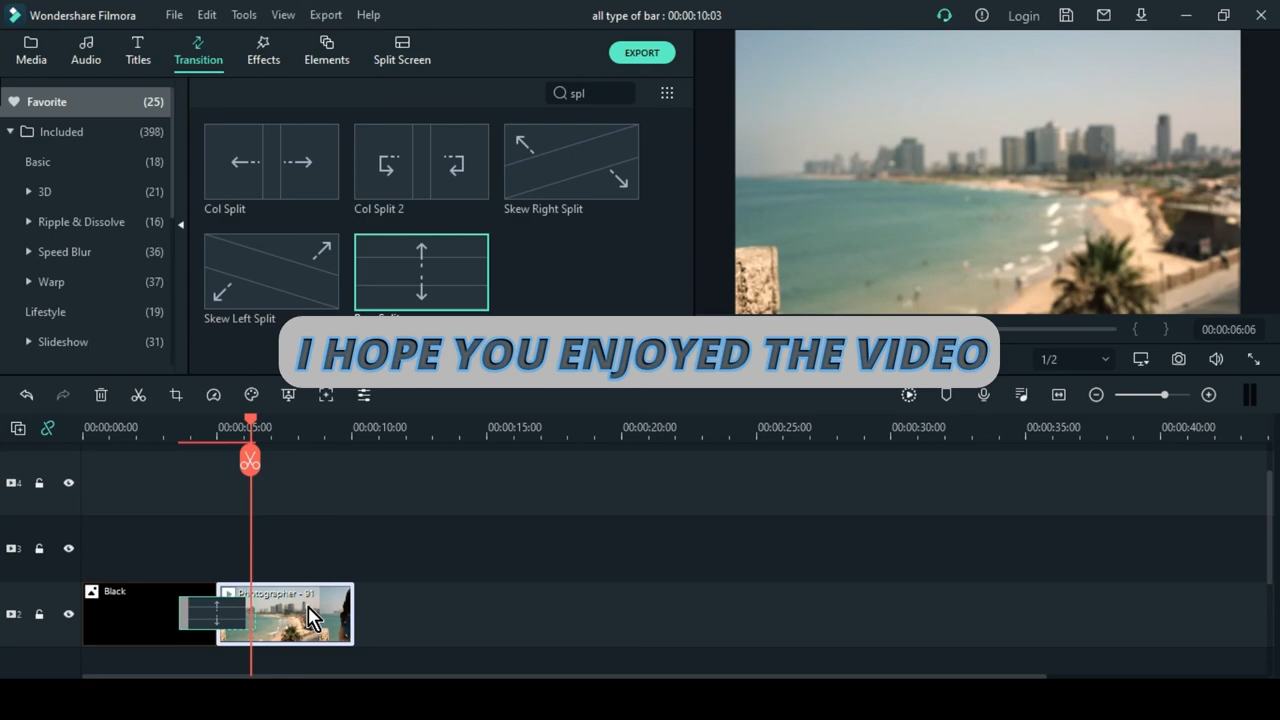 Wondershare Filmora
File
Edit
Tools
View
Export
Help
all type of bar : 00:00:10:03
Login
Media
Audio
Titles
Transition
Effects
Elements
Split Screen
EXPORT
Favorite (25)
Included (398)
Basic (18)
3D (21)
Ripple & Dissolve (16)
Speed Blur (36)
Warp (37)
Lifestyle (19)
Slideshow (31)
spl
Col Split
Col Split 2
Skew Right Split
Skew Left Split
I HOPE YOU ENJOYED THE VIDEO
00:00:06:06
1/2
00:00:00:00
00:00:05:00
00:00:10:00
00:00:15:00
00:00:20:00
00:00:25:00
00:00:30:00
00:00:35:00
00:00:40:00
4
3
2
Black
Photographer - 91